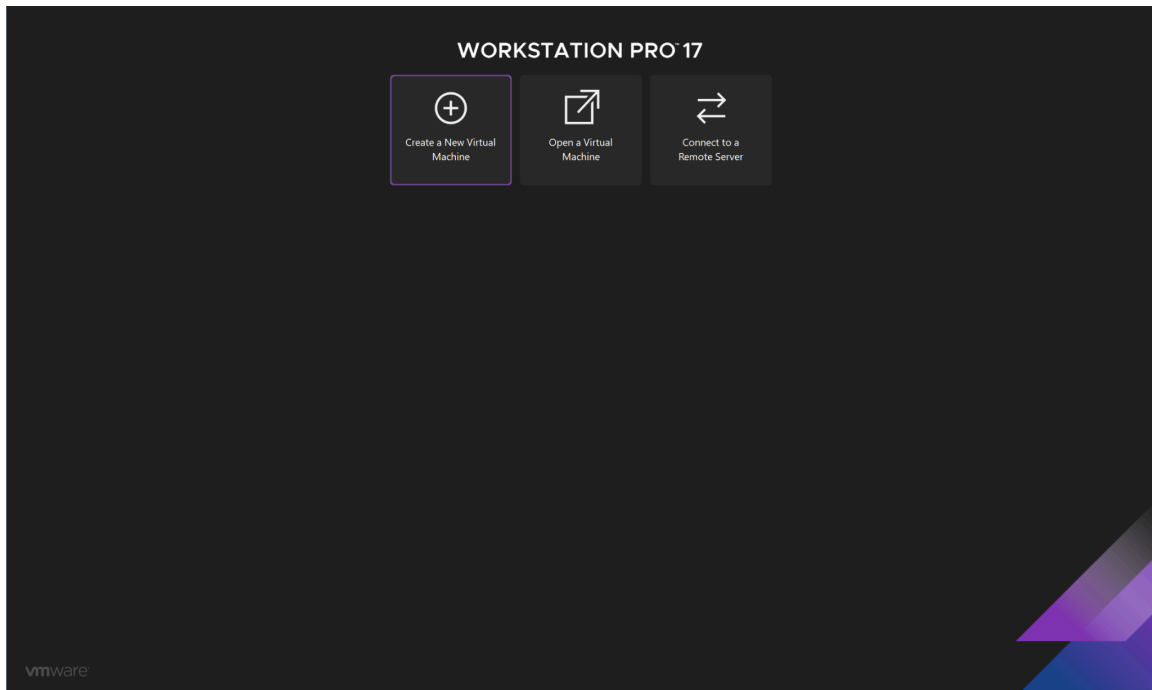 WORKSTATION PRO™ 17
Create a New Virtual
Machine
Open a Virtual
Machine
Connect to a
Remote Server
vmware®